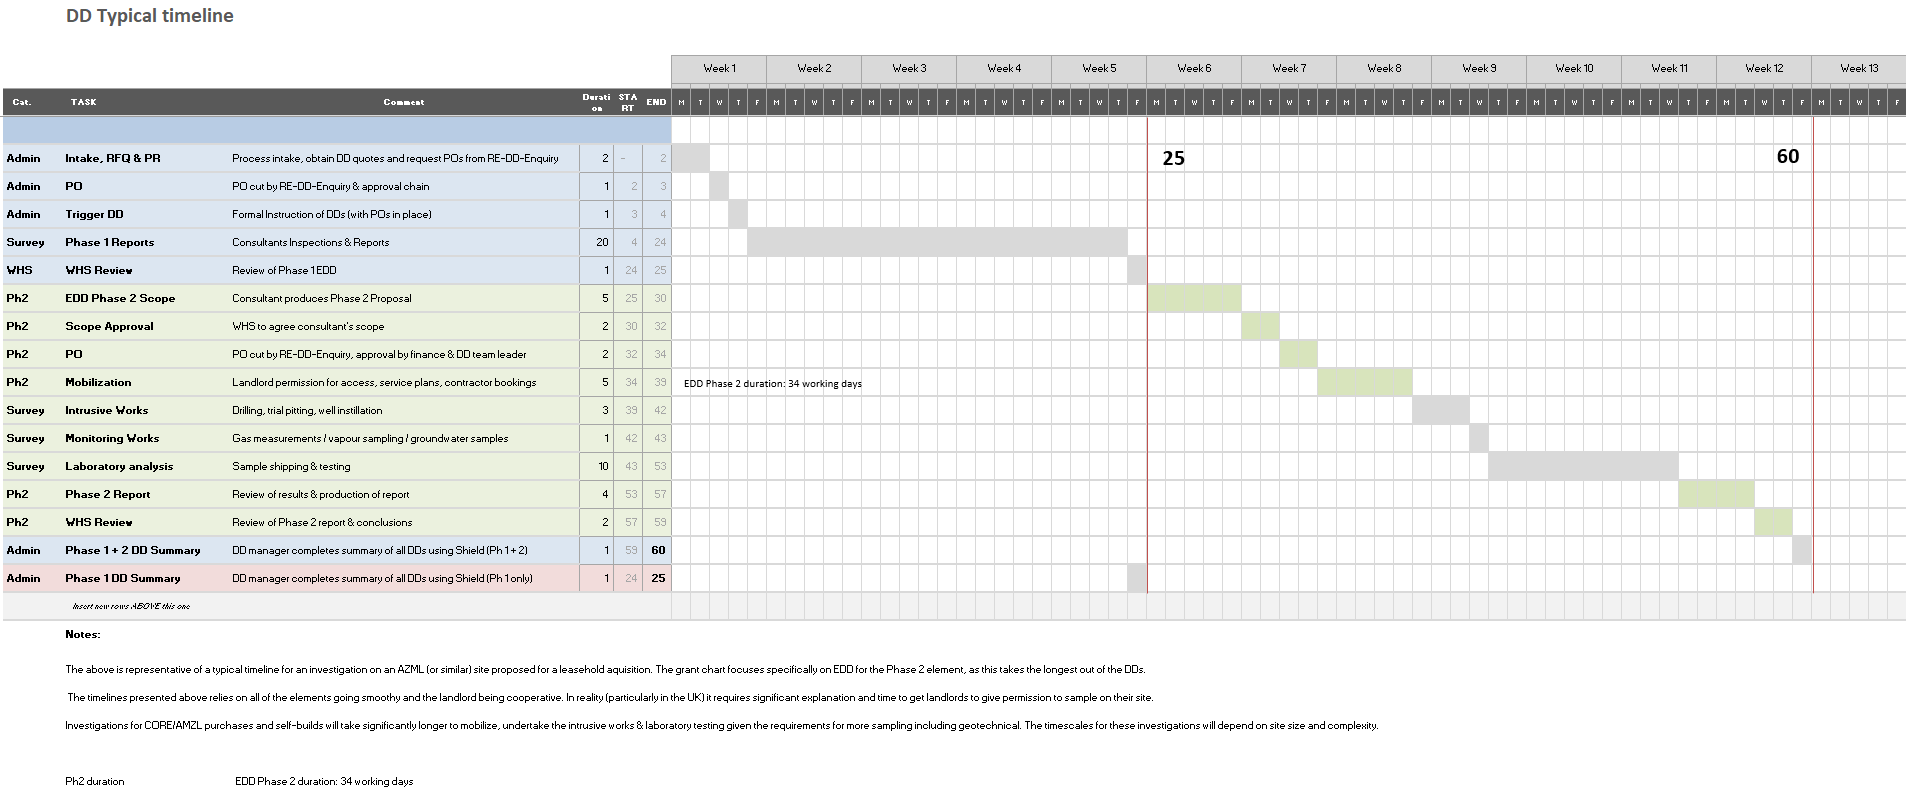 DD Typical timeline
Week 1 Week 2 Week 3 Week 4 Week 5 Week 6 Week 7 Week 8 Week 9 Week 10 Week 11 Week 12 Week 13
Cat. TASK Comment Durati on STA RT END M T W T F M T W T F M T W T F M T W T F M T W T F M T W T F M T W T F M T W T F M T W T F M T W T F M T W T F M T W T F M T W T F
Admin Intake, RFQ & PR Process intake, obtain DD quotes and request POs from RE-DD-Enquiry 2 - 2 25 60
Admin PO PO cut by RE-DD-Enquiry & approval chain 1 2 3
Admin Trigger DD Formal Instruction of DDs (with POs in place) 1 3 4
Survey Phase 1 Reports Consultants Inspections & Reports 20 4 24
WHS WHS Review Review of Phase 1 EDD 1 24 25
Ph2 EDD Phase 2 Scope Consultant produces Phase 2 Proposal 5 25 30
Ph2 Scope Approval WHS to agree consultant's scope 2 30 32
Ph2 PO PO cut by RE-DD-Enquiry, approval by finance & DD team leader 2 32 34
Ph2 Mobilization Landlord permission for access, service plans, contractor bookings 5 34 39 EDD Phase 2 duration: 34 working days
Survey Intrusive Works Drilling, trial pitting, well instillation 3 39 42
Survey Monitoring Works Gas measurements / vapour sampling / groundwater samples 1 42 43
Survey Laboratory analysis Sample shipping & testing 10 43 53
Ph2 Phase 2 Report Review of results & production of report 4 53 57
Ph2 WHS Review Review of Phase 2 report & conclusions 2 57 59
Admin Phase 1 + 2 DD Summary DD manager completes summary of all DDs using Shield (Ph 1 + 2) 1 59 60
Admin Phase 1 DD Summary DD manager completes summary of all DDs using Shield (Ph 1 only) 1 24 25
Insert new rows ABOVE this one
Notes:
The above is representative of a typical timeline for an investigation on an AZML (or similar) site proposed for a leasehold aquisition. The grant chart focuses specifically on EDD for the Phase 2 element, as this takes the longest out of the DDs.
The timelines presented above relies on all of the elements going smoothy and the landlord being cooperative. In reality (particularly in the UK) it requires significant explanation and time to get landlords to give permission to sample on their site.
Investigations for CORE/AMZL purchases and self-builds will take significantly longer to mobilize, undertake the intrusive works & laboratory testing given the requirements for more sampling including geotechnical. The timescales for these investigations will depend on site size and complexity.
Ph2 duration EDD Phase 2 duration: 34 working days